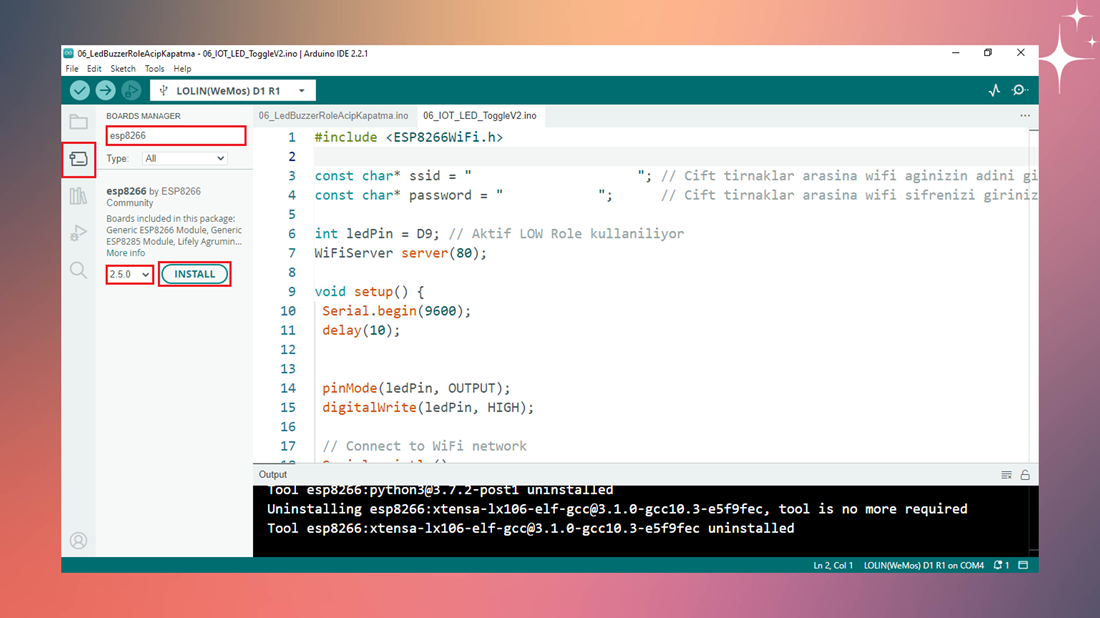 06_LedBuzzerRoleAcipKapatma - 06_IOT_LED_ToggleV2.ino | Arduino IDE 2.2.1
File Edit Sketch Tools Help
LOLIN(WeMos) D1 R1
BOARDS MANAGER
esp8266
Type: All
esp8266 by ESP8266
Community
Boards included in this package:
Generic ESP8266 Module, Generic
ESP8285 Module, Lifely Agrumin...
More info
2.5.0 INSTALL
06_LedBuzzerRoleAcipKapatma.ino 06_IOT_LED_ToggleV2.ino
1 #include <ESP8266WiFi.h>
2
3 const char* ssid = " "; // Cift tirnaklar arasina wifi aginizin adini gi
4 const char* password = " "; // Cift tirnaklar arasina wifi sifrenizi giriniz
5
6 int ledPin = D9; // Aktif LOW Role kullaniliyor
7 WiFiServer server(80);
8
9 void setup() {
10 Serial.begin(9600);
11 delay(10);
12
13
14 pinMode(ledPin, OUTPUT);
15 digitalWrite(ledPin, HIGH);
16
17 // Connect to WiFi network
Output
Tool esp8266:python3@3.7.2-post1 uninstalled
Uninstalling esp8266:xtensa-lx106-elf-gcc@3.1.0-gcc10.3-e5f9fec, tool is no more required
Tool esp8266:xtensa-lx106-elf-gcc@3.1.0-gcc10.3-e5f9fec uninstalled
Ln 2, Col 1 LOLIN(WeMos) D1 R1 on COM4 1